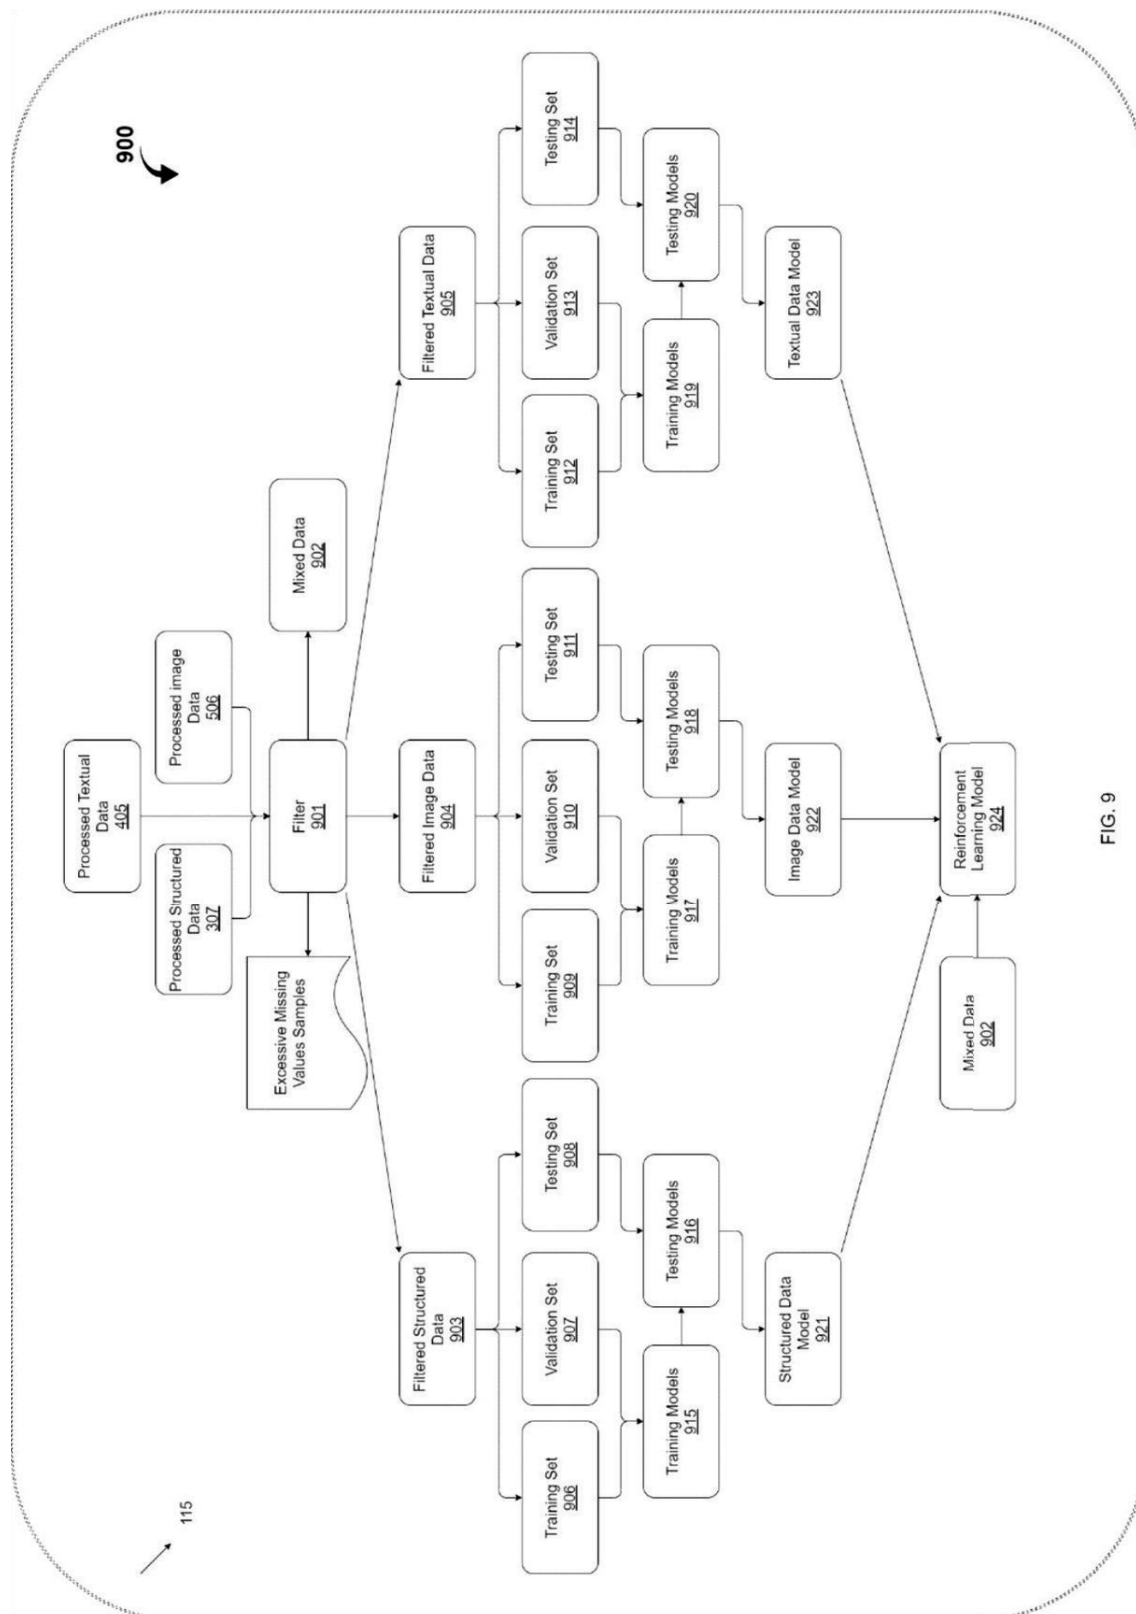 115
900
Processed Textual
Data
405
Processed Structured
Data
307
Processed image
Data
506
Excessive Missing
Values Samples
Filter
901
Mixed Data
902
Filtered Structured
Data
903
Filtered Image Data
904
Filtered Textual Data
905
Training Set
906
Validation Set
907
Testing Set
908
Training Set
909
Validation Set
910
Testing Set
911
Training Set
912
Validation Set
913
Testing Set
914
Training Models
915
Testing Models
916
Training Models
917
Testing Models
918
Training Models
919
Testing Models
920
Structured Data
Model
921
Image Data Model
922
Textual Data Model
923
Mixed Data
902
Reinforcement
Learning Model
924
FIG. 9